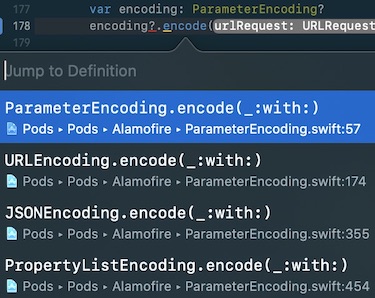 177 var encoding: ParameterEncoding?
178 encoding?.encode(urlRequest: URLRequest
179
Jump to Definition
ParameterEncoding.encode(_:with:)
Pods ▸ Pods ▸ Alamofire ▸ ParameterEncoding.swift:57
URLEncoding.encode(_:with:)
Pods ▸ Pods ▸ Alamofire ▸ ParameterEncoding.swift:174
JSONEncoding.encode(_:with:)
Pods ▸ Pods ▸ Alamofire ▸ ParameterEncoding.swift:355
PropertyListEncoding.encode(_:with:)
Pods ▸ Pods ▸ Alamofire ▸ ParameterEncoding.swift:454